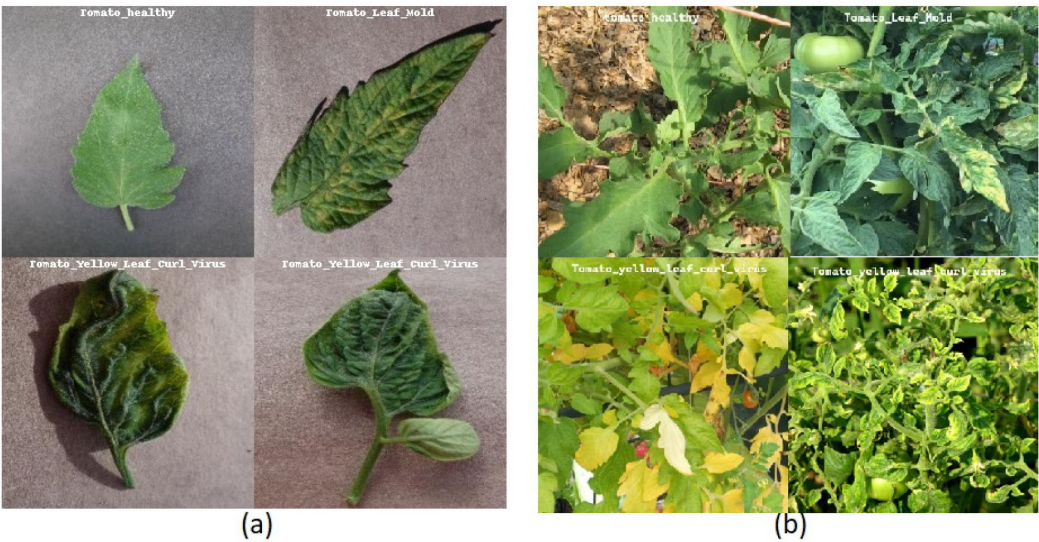 Tomato_healthy
Tomato_Leaf_Mold
Tomato_Yellow_Leaf_Curl_Virus
Tomato_Yellow_Leaf_Curl_Virus
(a)
tomato_healthy
Tomato_Leaf_Mold
Tomato_yellow_leaf_curl_virus
Tomato_yellow_leaf_curl_virus
(b)